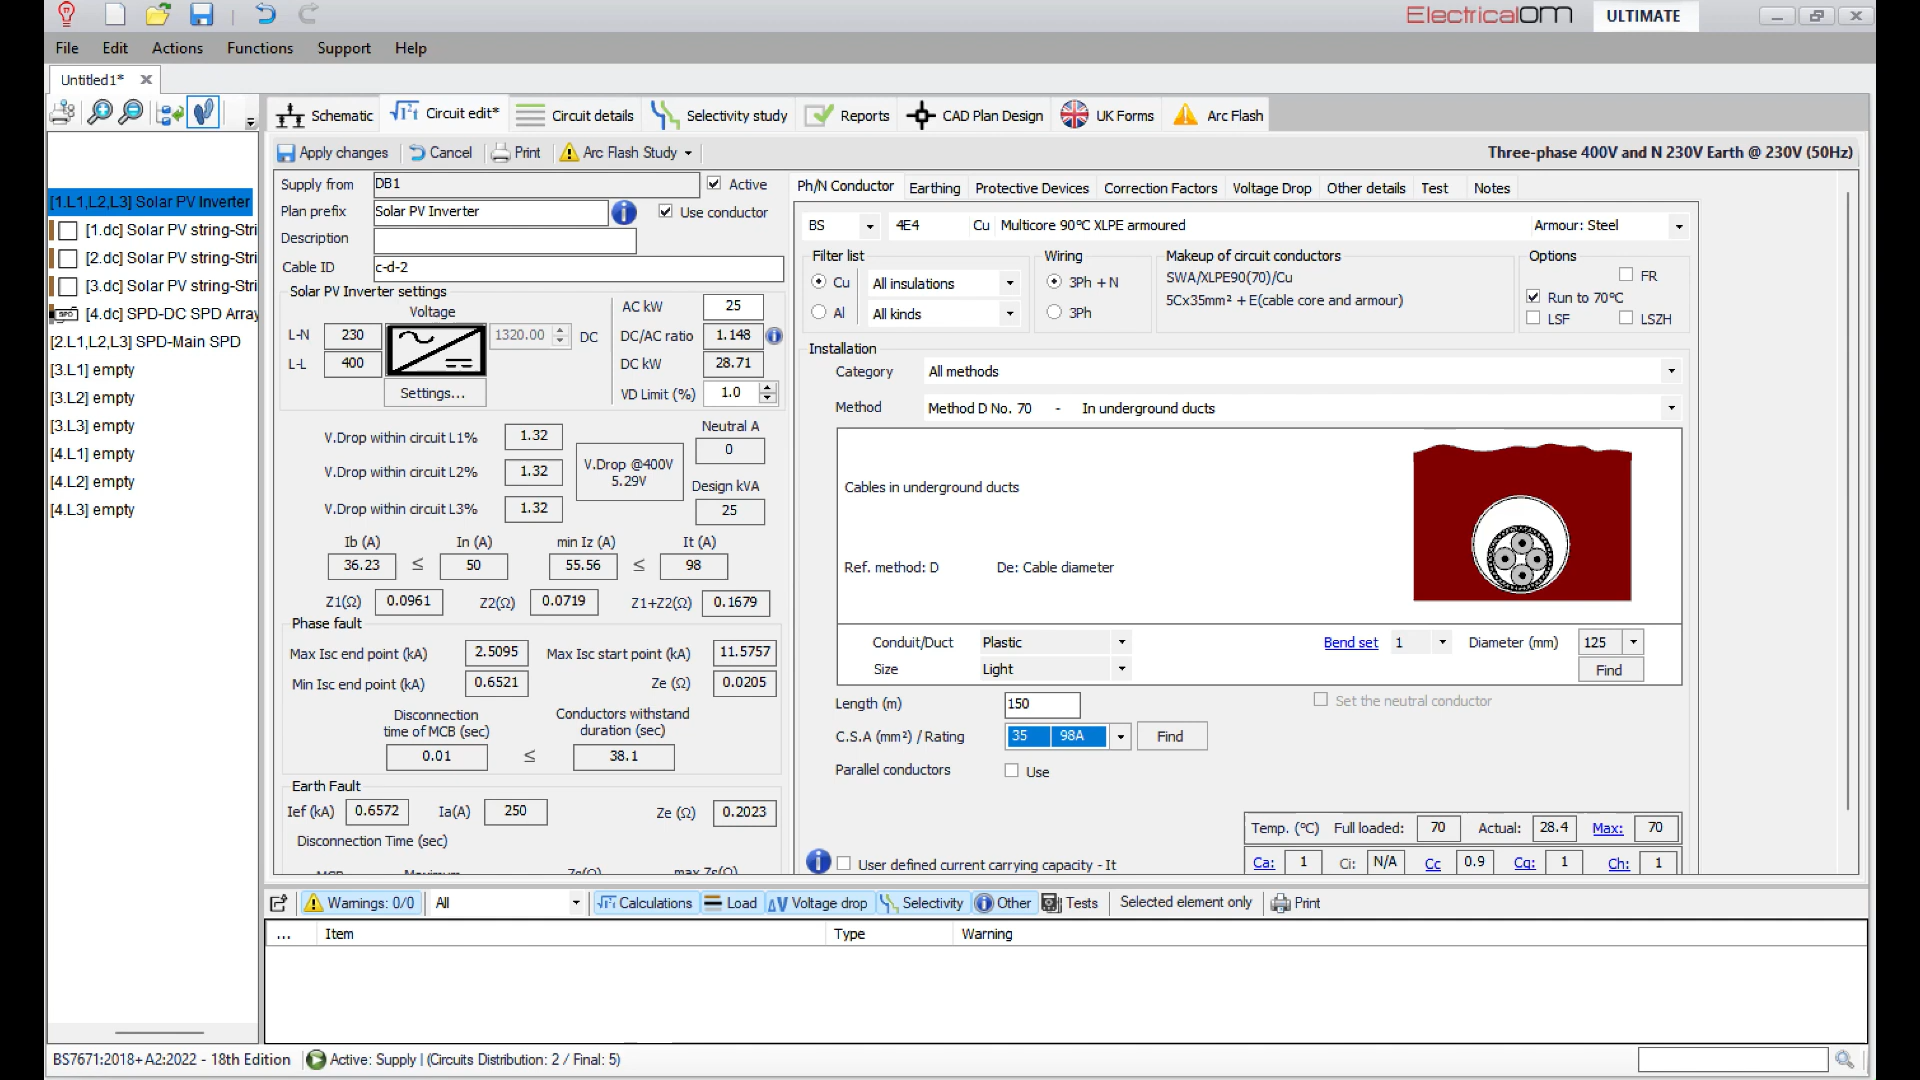 ElectricalOM
ULTIMATE
File Edit Actions Functions Support Help
Untitled1*
Schematic Circuit edit* Circuit details Selectivity study Reports CAD Plan Design UK Forms Arc Flash
Apply changes Cancel Print Arc Flash Study
Three-phase 400V and N 230V Earth @ 230V (50Hz)
[1.L1,L2,L3] Solar PV Inverter
[1.dc] Solar PV string-Stri
[2.dc] Solar PV string-Stri
[3.dc] Solar PV string-Stri
SPD [4.dc] SPD-DC SPD Array
[2.L1,L2,L3] SPD-Main SPD
[3.L1] empty
[3.L2] empty
[3.L3] empty
[4.L1] empty
[4.L2] empty
[4.L3] empty
Supply from DB1 Active
Plan prefix Solar PV Inverter Use conductor
Description
Cable ID c-d-2
Solar PV Inverter settings
Voltage
L-N 230 1320.00 DC
L-L 400
Settings...
AC kW 25
DC/AC ratio 1.148
DC kW 28.71
VD Limit (%) 1.0
V.Drop within circuit L1% 1.32
V.Drop within circuit L2% 1.32
V.Drop within circuit L3% 1.32
V.Drop @400V
5.29V
Neutral A
0
Design kVA
25
Ib (A) In (A) min Iz (A) It (A)
36.23 ≤ 50 55.56 ≤ 98
Z1(Ω) 0.0961 Z2(Ω) 0.0719 Z1+Z2(Ω) 0.1679
Phase fault
Max Isc end point (kA) 2.5095 Max Isc start point (kA) 11.5757
Min Isc end point (kA) 0.6521 Ze (Ω) 0.0205
Disconnection
time of MCB (sec)
Conductors withstand
duration (sec)
0.01 ≤ 38.1
Earth Fault
Ief (kA) 0.6572 Ia(A) 250 Ze (Ω) 0.2023
Disconnection Time (sec)
MCB Maximum Zs(Ω) max Zs(Ω)
Ph/N Conductor Earthing Protective Devices Correction Factors Voltage Drop Other details Test Notes
BS 4E4 Cu Multicore 90°C XLPE armoured Armour: Steel
Filter list
Cu All insulations
Al All kinds
Wiring
3Ph + N
3Ph
Makeup of circuit conductors
SWA/XLPE90(70)/Cu
5Cx35mm² + E(cable core and armour)
Options
FR
Run to 70°C
LSF LSZH
Installation
Category All methods
Method Method D No. 70 - In underground ducts
Cables in underground ducts
Ref. method: D De: Cable diameter
Conduit/Duct Plastic Bend set 1 Diameter (mm) 125
Size Light Find
Length (m) 150 Set the neutral conductor
C.S.A (mm²) / Rating 35 98A Find
Parallel conductors Use
Temp. (°C) Full loaded: 70 Actual: 28.4 Max: 70
User defined current carrying capacity - It
Ca: 1 Ci: N/A Cc 0.9 Cg: 1 Ch: 1
Warnings: 0/0 All Calculations Load Voltage drop Selectivity Other Tests Selected element only Print
... Item Type Warning
BS7671:2018+A2:2022 - 18th Edition Active: Supply | (Circuits Distribution: 2 / Final: 5)